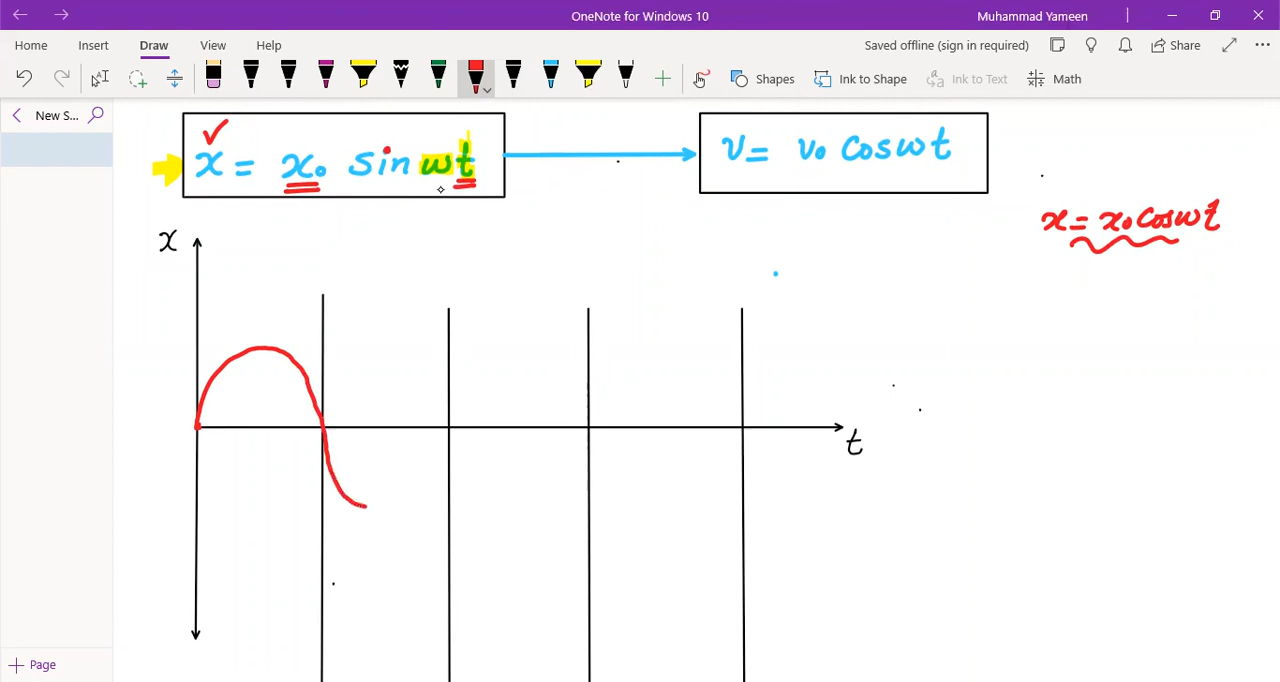 OneNote for Windows 10
Muhammad Yameen
Home Insert Draw View Help
Saved offline (sign in required) Share
Shapes Ink to Shape Ink to Text Math
New S...
x = x₀ sin ωt
v = v₀ cos ωt
x = x₀ cos ωt
x
t
Page